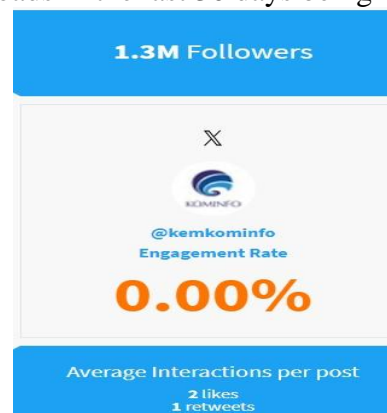 1.3M Followers
X
KOMINFO
@kemkominfo
Engagement Rate
0.00%
Average Interactions per post
2 likes
1 retweets